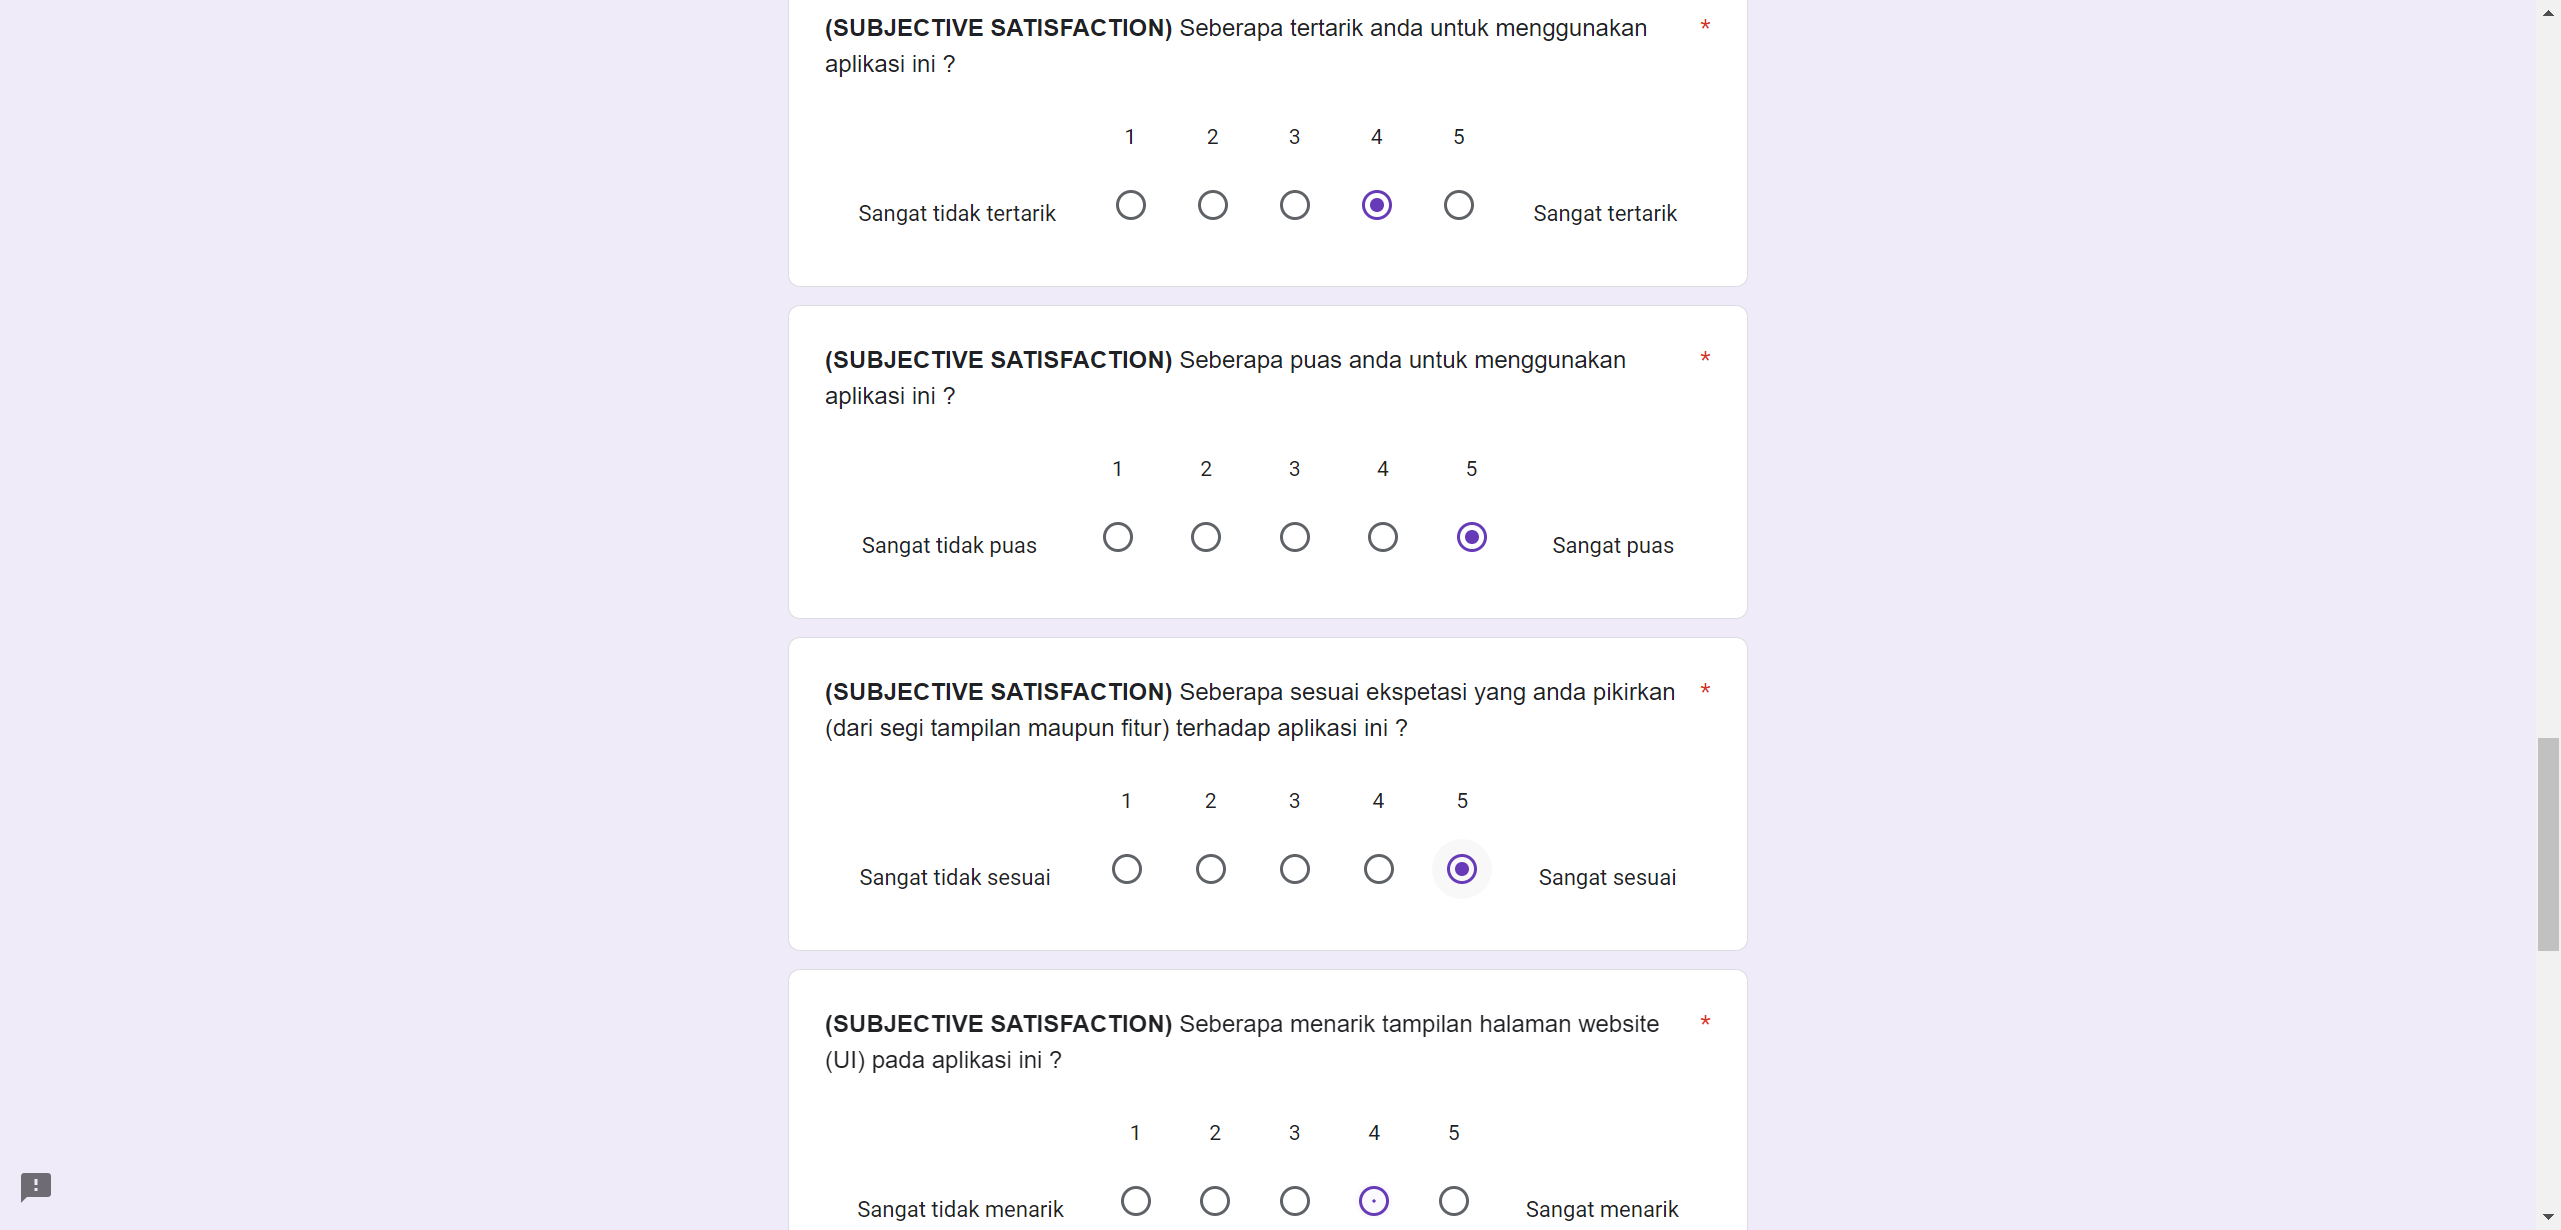 (SUBJECTIVE SATISFACTION) Seberapa tertarik anda untuk menggunakan *
aplikasi ini ?
1 2 3 4 5
Sangat tidak tertarik Sangat tertarik
(SUBJECTIVE SATISFACTION) Seberapa puas anda untuk menggunakan *
aplikasi ini ?
1 2 3 4 5
Sangat tidak puas Sangat puas
(SUBJECTIVE SATISFACTION) Seberapa sesuai ekspetasi yang anda pikirkan *
(dari segi tampilan maupun fitur) terhadap aplikasi ini ?
1 2 3 4 5
Sangat tidak sesuai Sangat sesuai
(SUBJECTIVE SATISFACTION) Seberapa menarik tampilan halaman website *
(UI) pada aplikasi ini ?
1 2 3 4 5
Sangat tidak menarik Sangat menarik